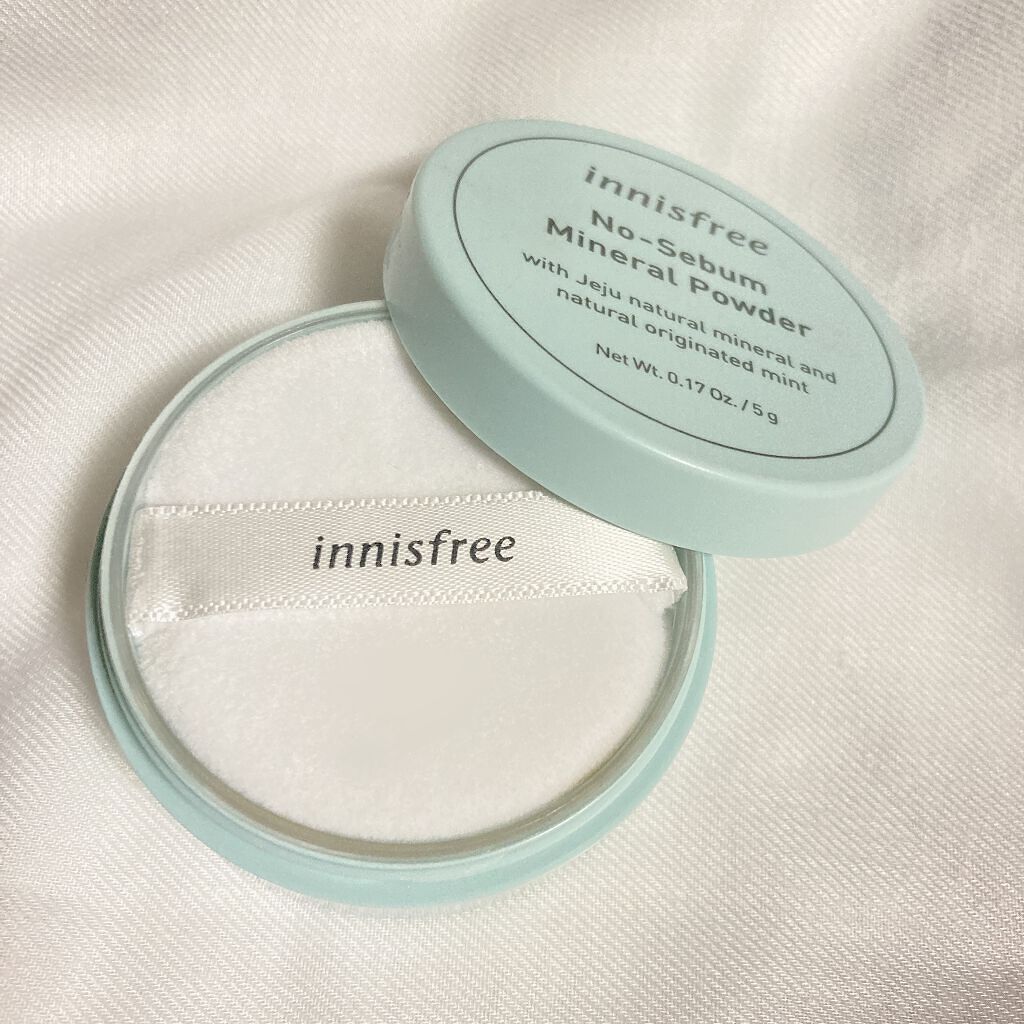 innisfree
No-Sebum
Mineral Powder
with Jeju natural mineral and
natural originated mint
Net Wt. 0.17 Oz. / 5 g
innisfree